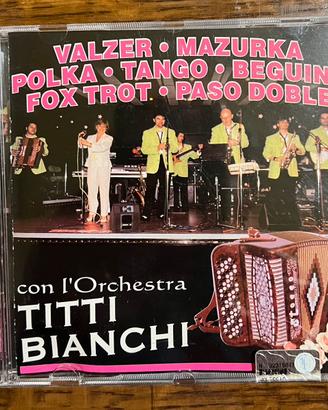 VALZER • MAZURKA
POLKA • TANGO • BEGUIN
FOX TROT • PASO DOBLE
con l'Orchestra
TITTI
BIANCHI